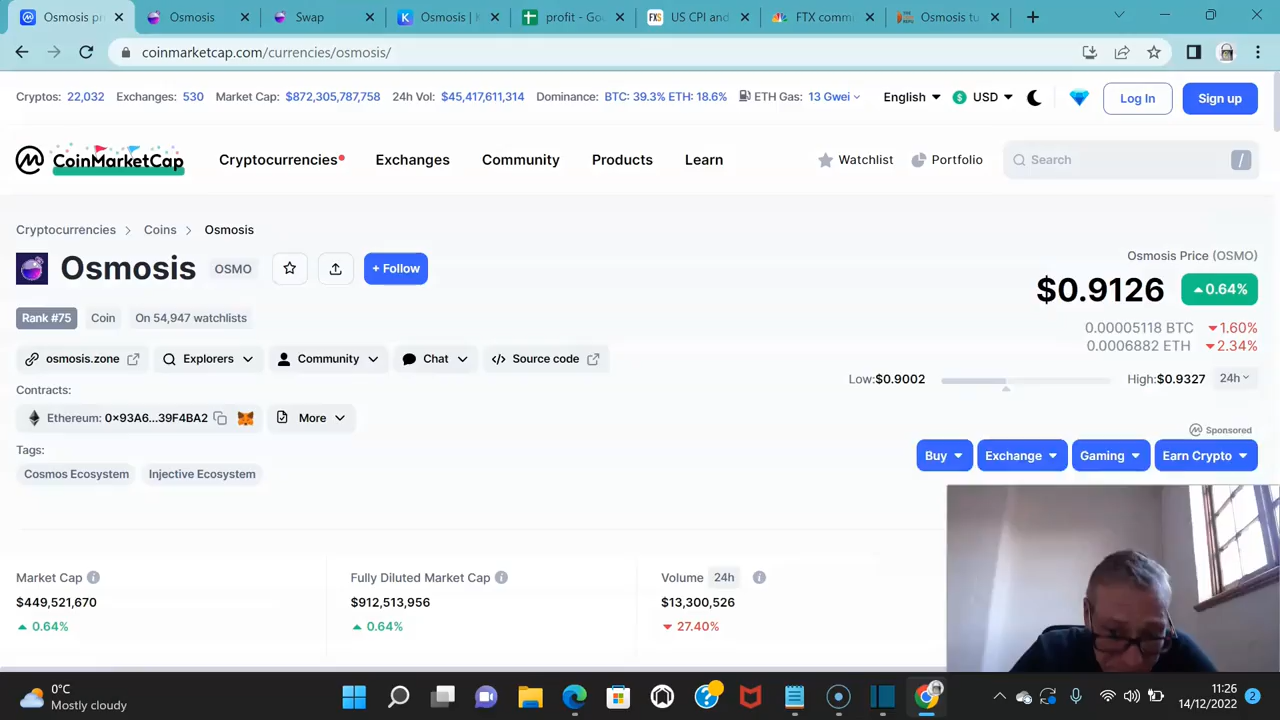 Osmosis pr
Osmosis
Swap
Osmosis | K
profit - Goo
US CPI and
FTX comm
Osmosis tu
coinmarketcap.com/currencies/osmosis/
Cryptos: 22,032 Exchanges: 530 Market Cap: $872,305,787,758 24h Vol: $45,417,611,314 Dominance: BTC: 39.3% ETH: 18.6% ETH Gas: 13 Gwei English USD Log In Sign up
CoinMarketCap Cryptocurrencies Exchanges Community Products Learn Watchlist Portfolio Search /
Cryptocurrencies Coins Osmosis
Osmosis OSMO + Follow
Rank #75 Coin On 54,947 watchlists
osmosis.zone Explorers Community Chat Source code
Contracts:
Ethereum: 0x93A6...39F4BA2 More
Tags:
Cosmos Ecosystem Injective Ecosystem
Osmosis Price (OSMO)
$0.9126 0.64%
0.00005118 BTC 1.60%
0.0006882 ETH 2.34%
Low: $0.9002 High: $0.9327 24h
Sponsored
Buy Exchange Gaming Earn Crypto
Market Cap Fully Diluted Market Cap Volume 24h
$449,521,670 $912,513,956 $13,300,526
0.64% 0.64% 27.40%
0°C
Mostly cloudy
11:26
14/12/2022
2